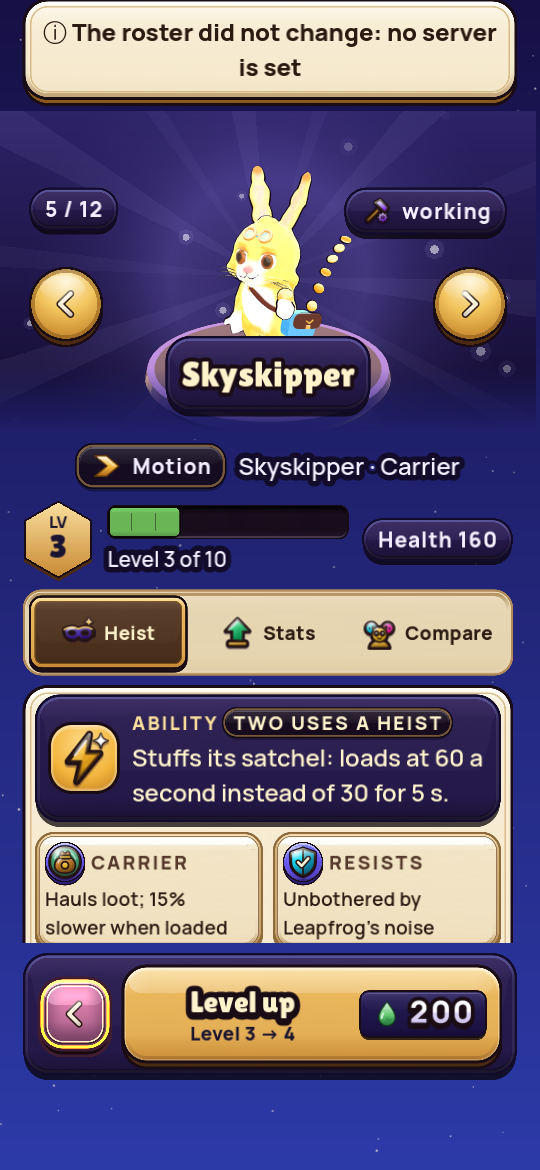 ⓘ The roster did not change: no server
is set
5 / 12
working
Skyskipper
Motion
Skyskipper · Carrier
LV
3
Level 3 of 10
Health 160
Heist
Stats
Compare
ABILITY TWO USES A HEIST
Stuffs its satchel: loads at 60 a
second instead of 30 for 5 s.
CARRIER
Hauls loot; 15%
slower when loaded
RESISTS
Unbothered by
Leapfrog's noise
Level up
Level 3 → 4
200